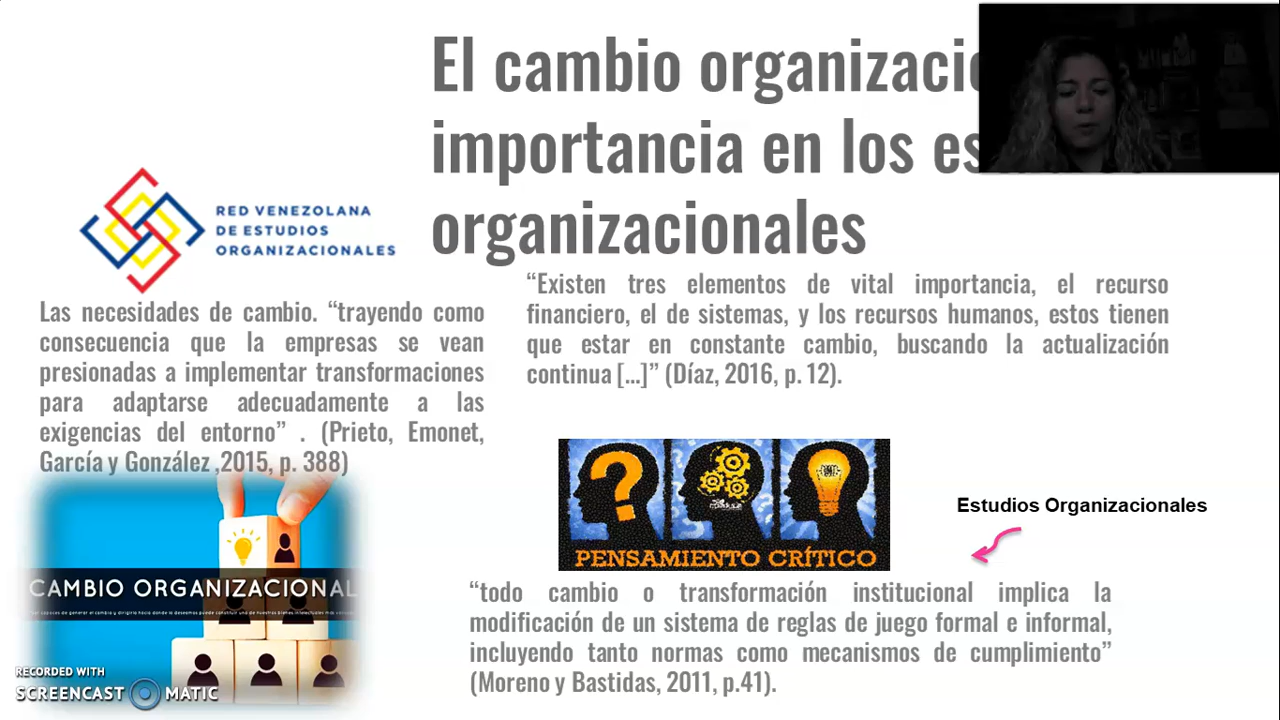 El cambio organizacio
importancia en los es
organizacionales
RED VENEZOLANA
DE ESTUDIOS
ORGANIZACIONALES
Las necesidades de cambio. “trayendo como
consecuencia que la empresas se vean
presionadas a implementar transformaciones
para adaptarse adecuadamente a las
exigencias del entorno” . (Prieto, Emonet,
García y González ,2015, p. 388)
“Existen tres elementos de vital importancia, el recurso
financiero, el de sistemas, y los recursos humanos, estos tienen
que estar en constante cambio, buscando la actualización
continua [...]” (Díaz, 2016, p. 12).
PENSAMIENTO CRÍTICO
Estudios Organizacionales
“todo cambio o transformación institucional implica la
modificación de un sistema de reglas de juego formal e informal,
incluyendo tanto normas como mecanismos de cumplimiento”
(Moreno y Bastidas, 2011, p.41).
CAMBIO ORGANIZACIONAL
RECORDED WITH
SCREENCAST MATIC